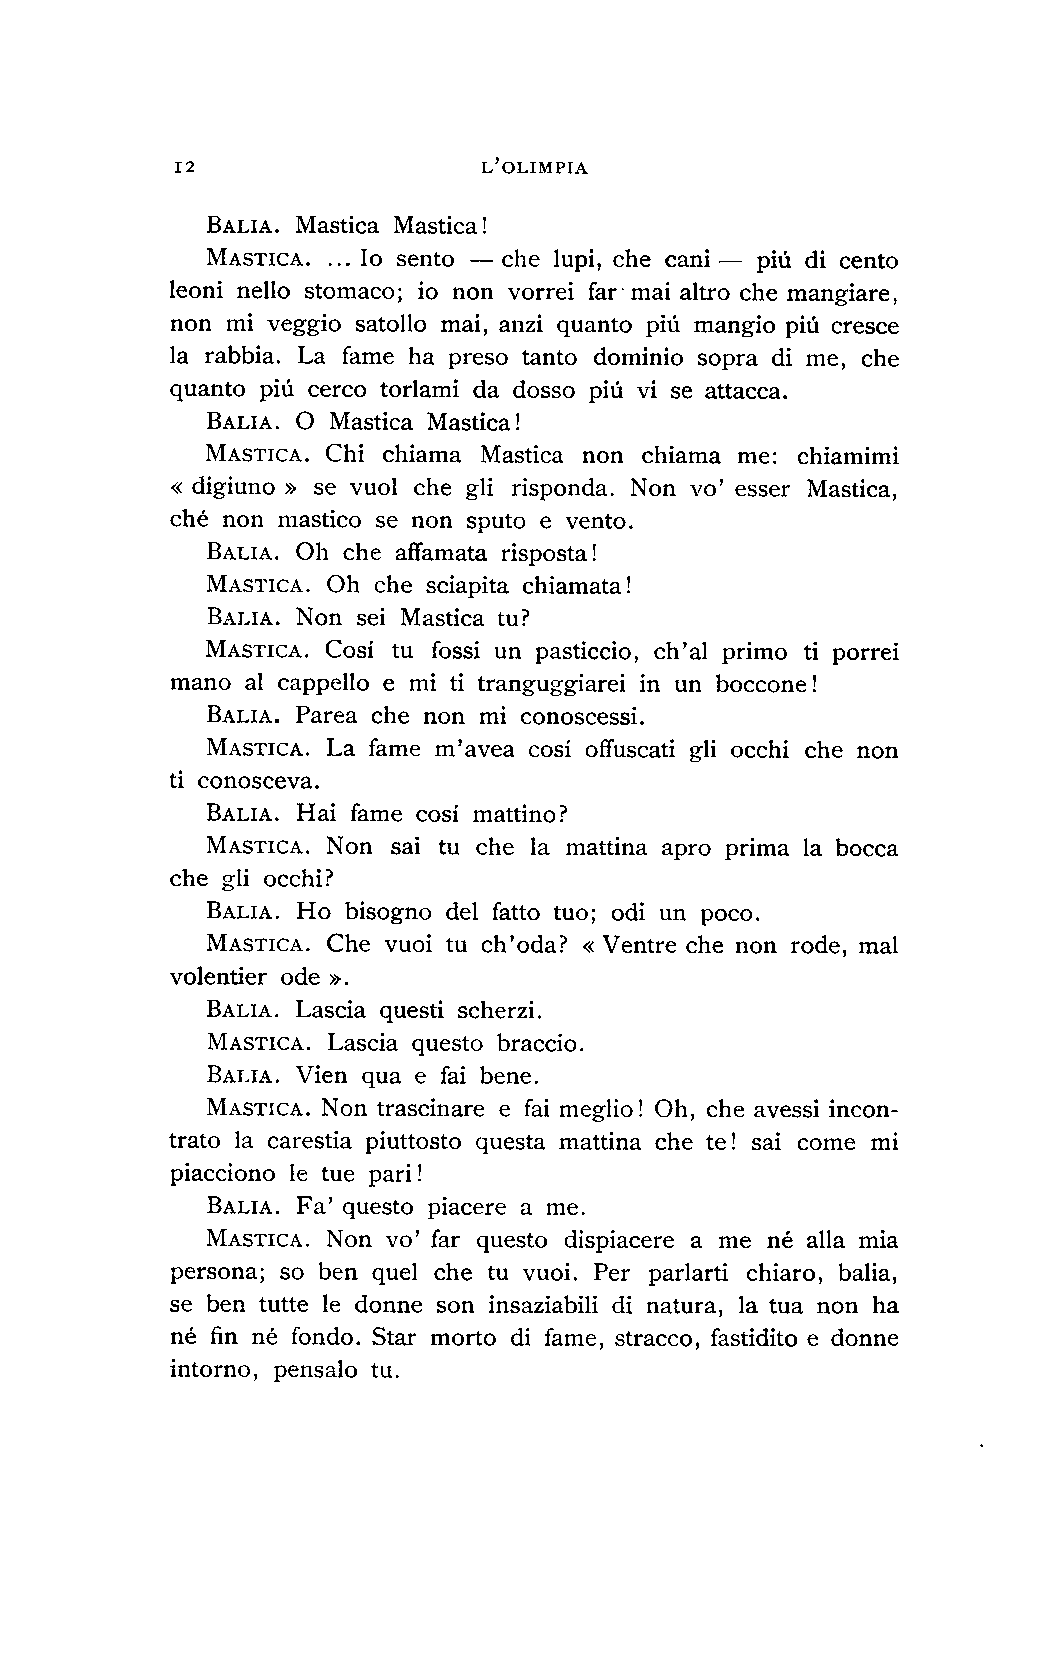 12 L'OLIMPIA
BALIA. Mastica Mastica!
MASTICA. ... Io sento — che lupi, che cani — piú di cento
leoni nello stomaco; io non vorrei far mai altro che mangiare,
non mi veggio satollo mai, anzi quanto piú mangio piú cresce
la rabbia. La fame ha preso tanto dominio sopra di me, che
quanto piú cerco torlami da dosso piú vi se attacca.
BALIA. O Mastica Mastica!
MASTICA. Chi chiama Mastica non chiama me: chiamimi
« digiuno » se vuol che gli risponda. Non vo' esser Mastica,
ché non mastico se non sputo e vento.
BALIA. Oh che affamata risposta!
MASTICA. Oh che sciapita chiamata!
BALIA. Non sei Mastica tu?
MASTICA. Cosí tu fossi un pasticcio, ch'al primo ti porrei
mano al cappello e mi ti tranguggiarei in un boccone!
BALIA. Parea che non mi conoscessi.
MASTICA. La fame m'avea cosí offuscati gli occhi che non
ti conosceva.
BALIA. Hai fame cosí mattino?
MASTICA. Non sai tu che la mattina apro prima la bocca
che gli occhi?
BALIA. Ho bisogno del fatto tuo; odi un poco.
MASTICA. Che vuoi tu ch'oda? « Ventre che non rode, mal
volentier ode ».
BALIA. Lascia questi scherzi.
MASTICA. Lascia questo braccio.
BALIA. Vien qua e fai bene.
MASTICA. Non trascinare e fai meglio! Oh, che avessi incon-
trato la carestia piuttosto questa mattina che te! sai come mi
piacciono le tue pari!
BALIA. Fa' questo piacere a me.
MASTICA. Non vo' far questo dispiacere a me né alla mia
persona; so ben quel che tu vuoi. Per parlarti chiaro, balia,
se ben tutte le donne son insaziabili di natura, la tua non ha
né fin né fondo. Star morto di fame, stracco, fastidito e donne
intorno, pensalo tu.